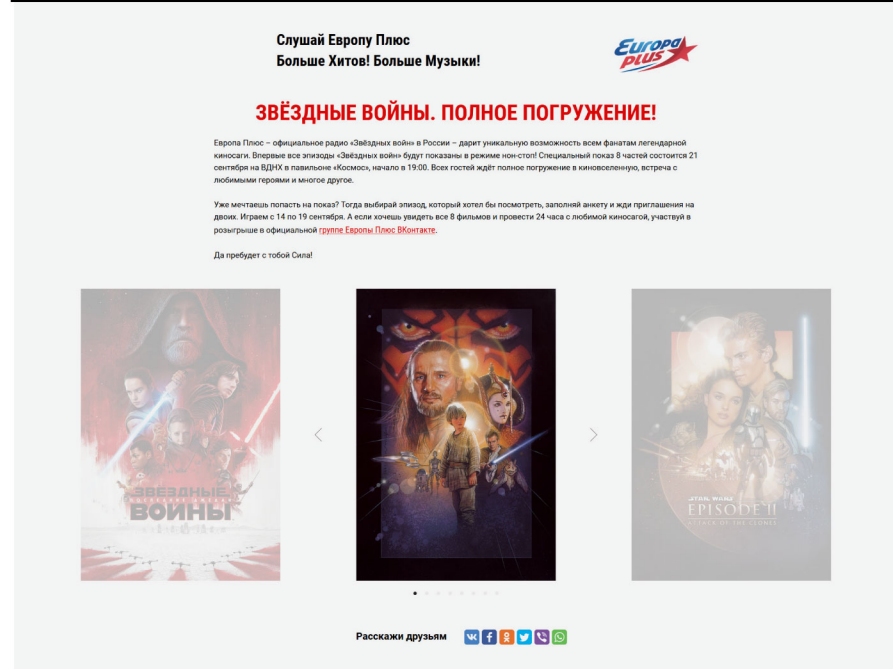 Слушай Европу Плюс
Больше Хитов! Больше Музыки!
Europa
PLUS
ЗВЁЗДНЫЕ ВОЙНЫ. ПОЛНОЕ ПОГРУЖЕНИЕ!
Европа Плюс – официальное радио «Звёздных войн» в России – дарит уникальную возможность всем фанатам легендарной
киносаги. Впервые все эпизоды «Звёздных войн» будут показаны в режиме нон-стоп! Специальный показ 8 частей состоится 21
сентября на ВДНХ в павильоне «Космос», начало в 19:00. Всех гостей ждёт полное погружение в киновселенную, встреча с
любимыми героями и многое другое.
Уже мечтаешь попасть на показ? Тогда выбирай эпизод, который хотел бы посмотреть, заполняй анкету и жди приглашения на
двоих. Играем с 14 по 19 сентября. А если хочешь увидеть все 8 фильмов и провести 24 часа с любимой киносагой, участвуй в
розыгрыше в официальной группе Европы Плюс ВКонтакте.
Да пребудет с тобой Сила!
ЗВЁЗДНЫЕ
ВОЙНЫ
STAR WARS
EPISODE II
ATTACK OF THE CLONES
Расскажи друзьям